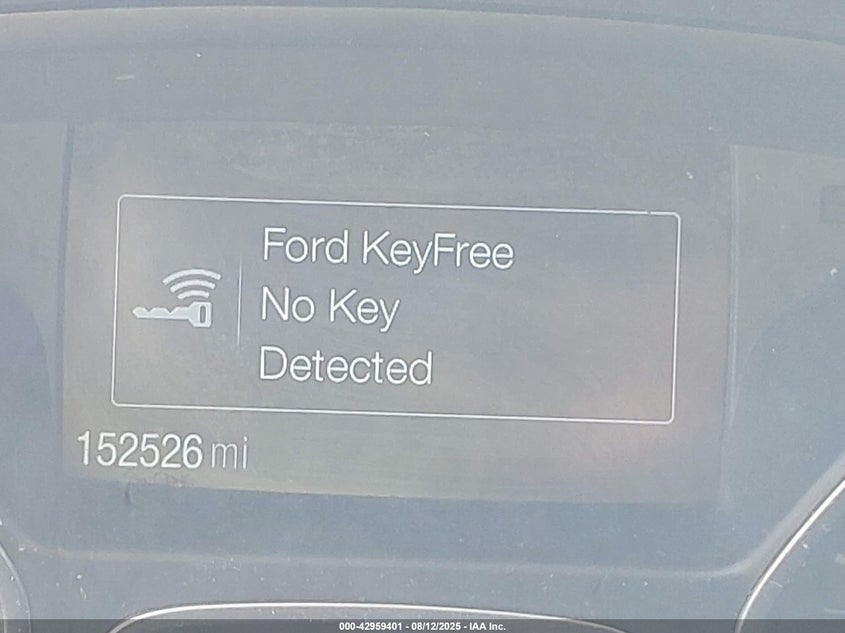 Ford KeyFree
No Key
Detected
152526 mi
000-42959401 - 08/12/2025 - IAA Inc.